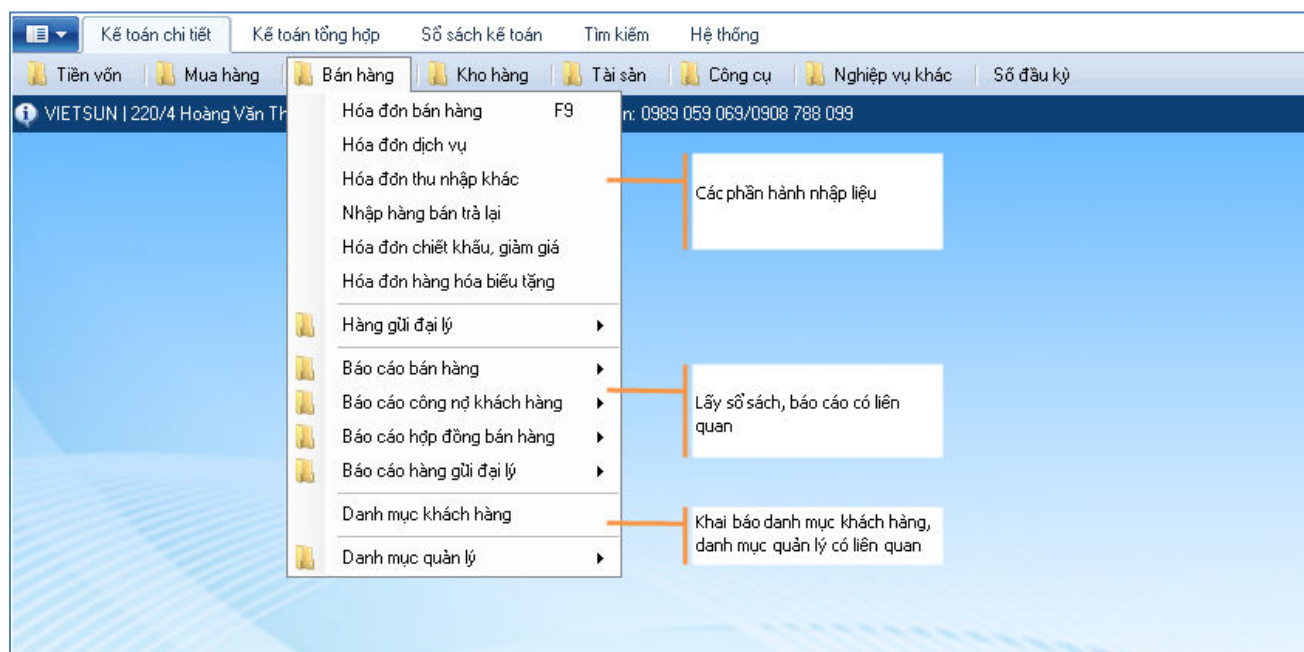 Kế toán chi tiết Kế toán tổng hợp Sổ sách kế toán Tìm kiếm Hệ thống
Tiền vốn Mua hàng Bán hàng Kho hàng Tài sản Công cụ Nghiệp vụ khác Số đầu kỳ
VIETSUN | 220/4 Hoàng Văn Th n: 0989 059 069/0908 788 099
Hóa đơn bán hàng F9
Hóa đơn dịch vụ
Hóa đơn thu nhập khác
Nhập hàng bán trả lại
Hóa đơn chiết khấu, giảm giá
Hóa đơn hàng hóa biếu tặng
Hàng gửi đại lý
Báo cáo bán hàng
Báo cáo công nợ khách hàng
Báo cáo hợp đồng bán hàng
Báo cáo hàng gửi đại lý
Danh mục khách hàng
Danh mục quản lý
Các phần hành nhập liệu
Lấy sổ sách, báo cáo có liên
quan
Khai báo danh mục khách hàng,
danh mục quản lý có liên quan